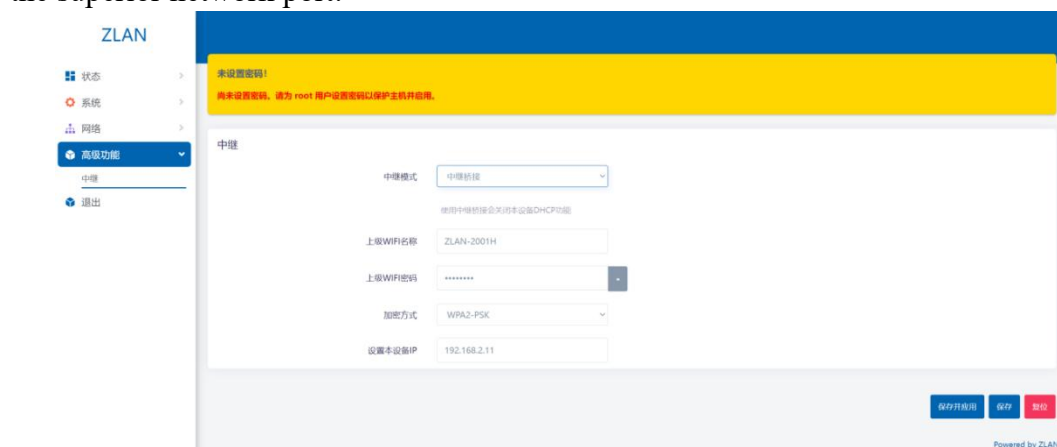 the superior network port.
ZLAN
状态
系统
网络
高级功能
中继
退出
未设置密码!
尚未设置密码。请为 root 用户设置密码以保护主机并启用。
中继
中继模式 中继桥接
使用中继桥接会关闭本设备DHCP功能
上级WIFI名称 ZLAN-2001H
上级WIFI密码 ••••••••
加密方式 WPA2-PSK
设置本设备IP 192.168.2.11
保存并应用 保存 复位
Powered by ZLAN